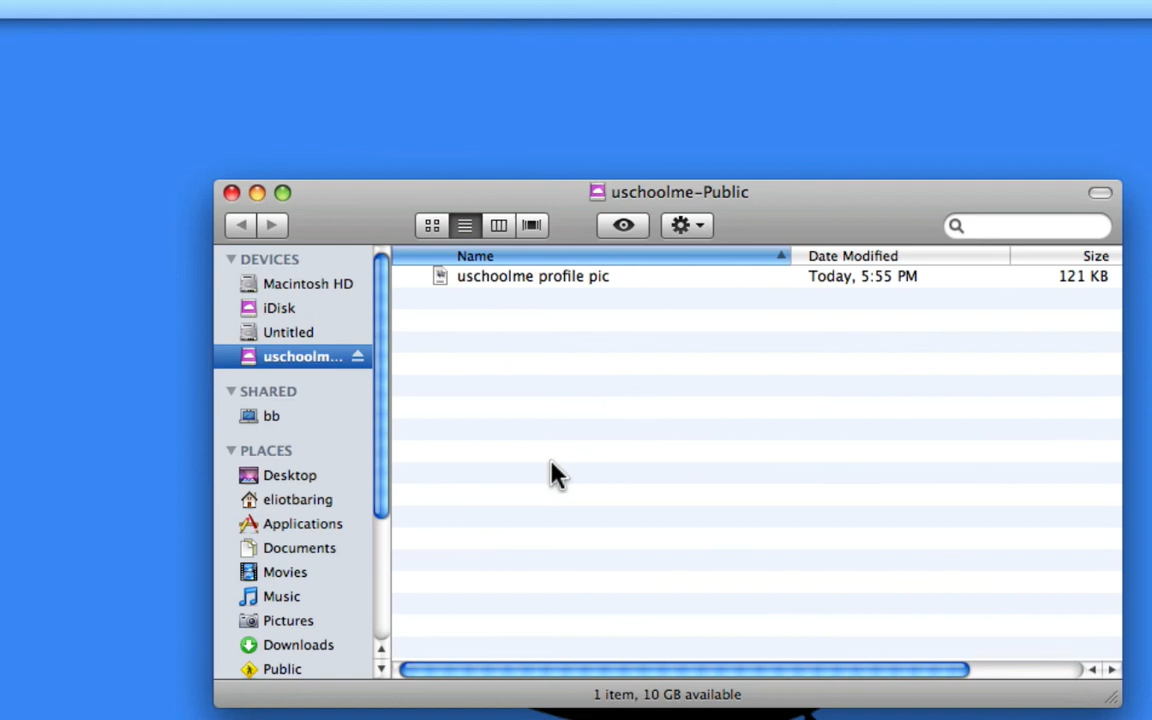 uschoolme-Public
Name Date Modified Size
uschoolme profile pic Today, 5:55 PM 121 KB
DEVICES
Macintosh HD
iDisk
Untitled
uschoolm...
SHARED
bb
PLACES
Desktop
eliotbaring
Applications
Documents
Movies
Music
Pictures
Downloads
Public
1 item, 10 GB available